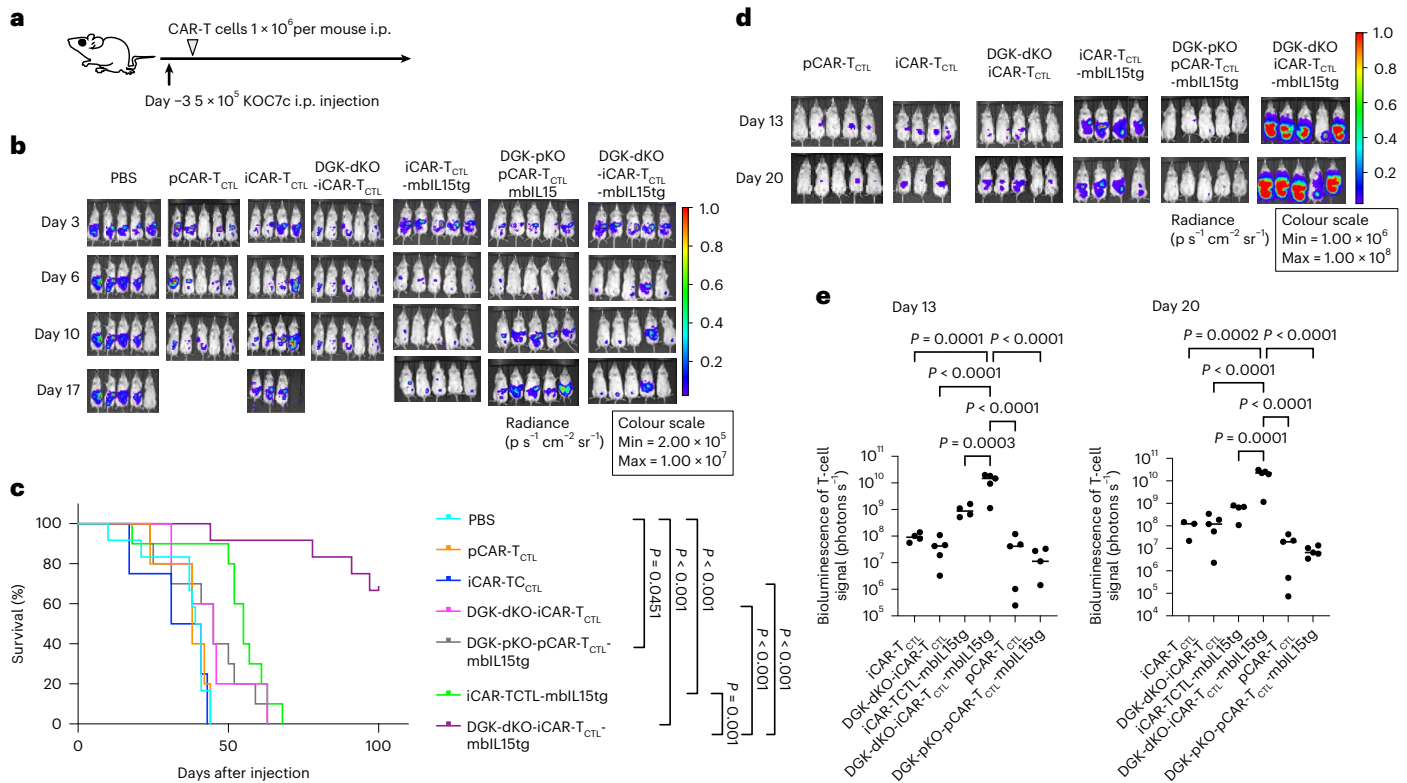 a
CAR-T cells 1 × 10⁶ per mouse i.p.
Day –3 5 × 10⁵ KOC7c i.p. injection
b
PBS
pCAR-T_CTL
iCAR-T_CTL
DGK-dKO
-iCAR-T_CTL
iCAR-T_CTL
-mbIL15tg
DGK-pKO
pCAR-T_CTL
mbIL15
DGK-dKO
-iCAR-T_CTL
-mbIL15tg
Day 3
Day 6
Day 10
Day 17
1.0
0.8
0.6
0.4
0.2
Radiance
(p s⁻¹ cm⁻² sr⁻¹)
Colour scale
Min = 2.00 × 10⁵
Max = 1.00 × 10⁷
c
Survival (%)
100
80
60
40
20
0
0
50
100
Days after injection
PBS
pCAR-T_CTL
iCAR-TC_CTL
DGK-dKO-iCAR-T_CTL
DGK-pKO-pCAR-T_CTL-
mbIL15tg
iCAR-TCTL-mbIL15tg
DGK-dKO-iCAR-T_CTL-
mbIL15tg
P = 0.0451
P < 0.001
P < 0.001
P = 0.001
P < 0.001
P < 0.001
d
pCAR-T_CTL
iCAR-T_CTL
DGK-dKO
iCAR-T_CTL
iCAR-T_CTL
-mbIL15tg
DGK-pKO
pCAR-T_CTL
-mbIL15tg
DGK-dKO
iCAR-T_CTL
-mbIL15tg
Day 13
Day 20
1.0
0.8
0.6
0.4
0.2
Radiance
(p s⁻¹ cm⁻² sr⁻¹)
Colour scale
Min = 1.00 × 10⁶
Max = 1.00 × 10⁸
e
Day 13
P = 0.0001
P < 0.0001
P < 0.0001
P < 0.0001
P = 0.0003
Bioluminescence of T-cell
signal (photons s⁻¹)
10¹¹
10¹⁰
10⁹
10⁸
10⁷
10⁶
10⁵
iCAR-T_CTL
DGK-dKO-iCAR-T_CTL
iCAR-TCTL-mbIL15tg
DGK-dKO-iCAR-T_CTL-mbIL15tg
pCAR-T_CTL
DGK-pKO-pCAR-T_CTL-mbIL15tg
Day 20
P = 0.0002
P < 0.0001
P < 0.0001
P < 0.0001
P = 0.0001
Bioluminescence of T-cell
signal (photons s⁻¹)
10¹¹
10¹⁰
10⁹
10⁸
10⁷
10⁶
10⁵
10⁴
iCAR-T_CTL
DGK-dKO-iCAR-T_CTL
iCAR-TCTL-mbIL15tg
DGK-dKO-iCAR-T_CTL-mbIL15tg
pCAR-T_CTL
DGK-pKO-pCAR-T_CTL-mbIL15tg